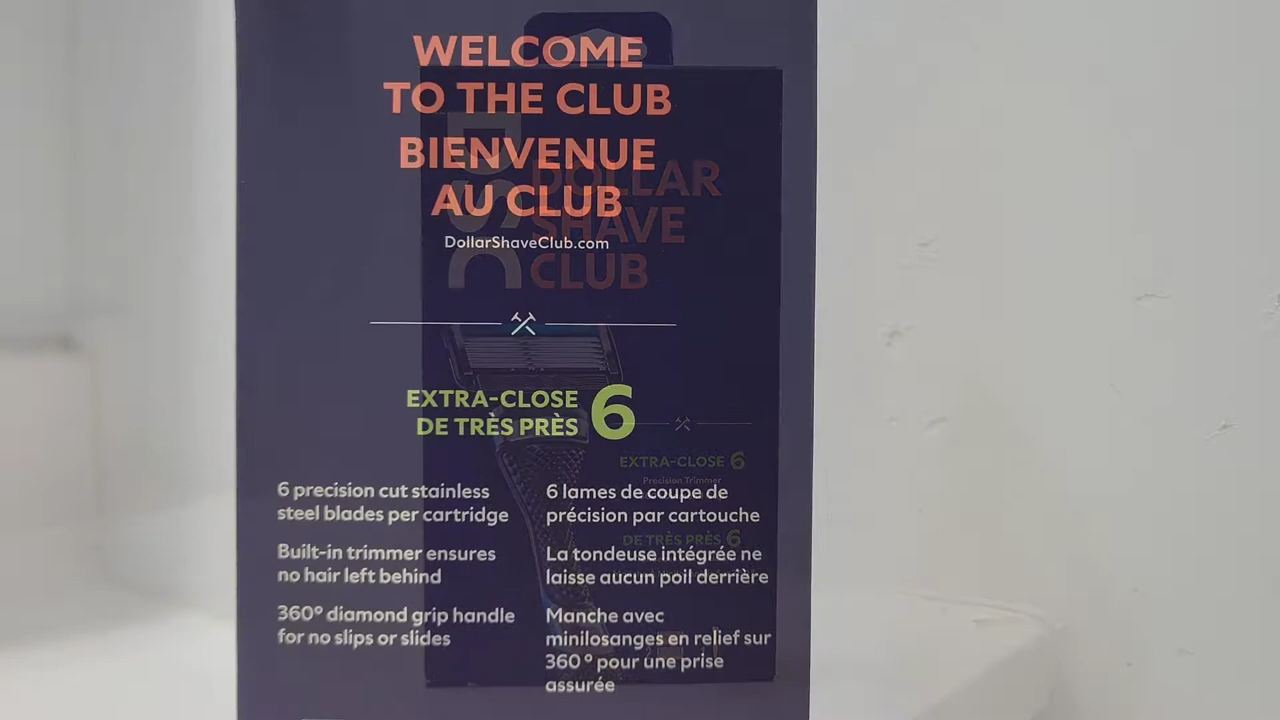 WELCOME
TO THE CLUB
BIENVENUE
AU CLUB
DollarShaveClub.com
EXTRA-CLOSE
DE TRÈS PRÈS 6
6 precision cut stainless
steel blades per cartridge
Built-in trimmer ensures
no hair left behind
360° diamond grip handle
for no slips or slides
6 lames de coupe de
précision par cartouche
La tondeuse intégrée ne
laisse aucun poil derrière
Manche avec
minilosanges en relief sur
360° pour une prise
assurée
DSC
DOLLAR
SHAVE
CLUB
EXTRA-CLOSE 6
Precision Trimmer
DE TRÈS PRÈS 6